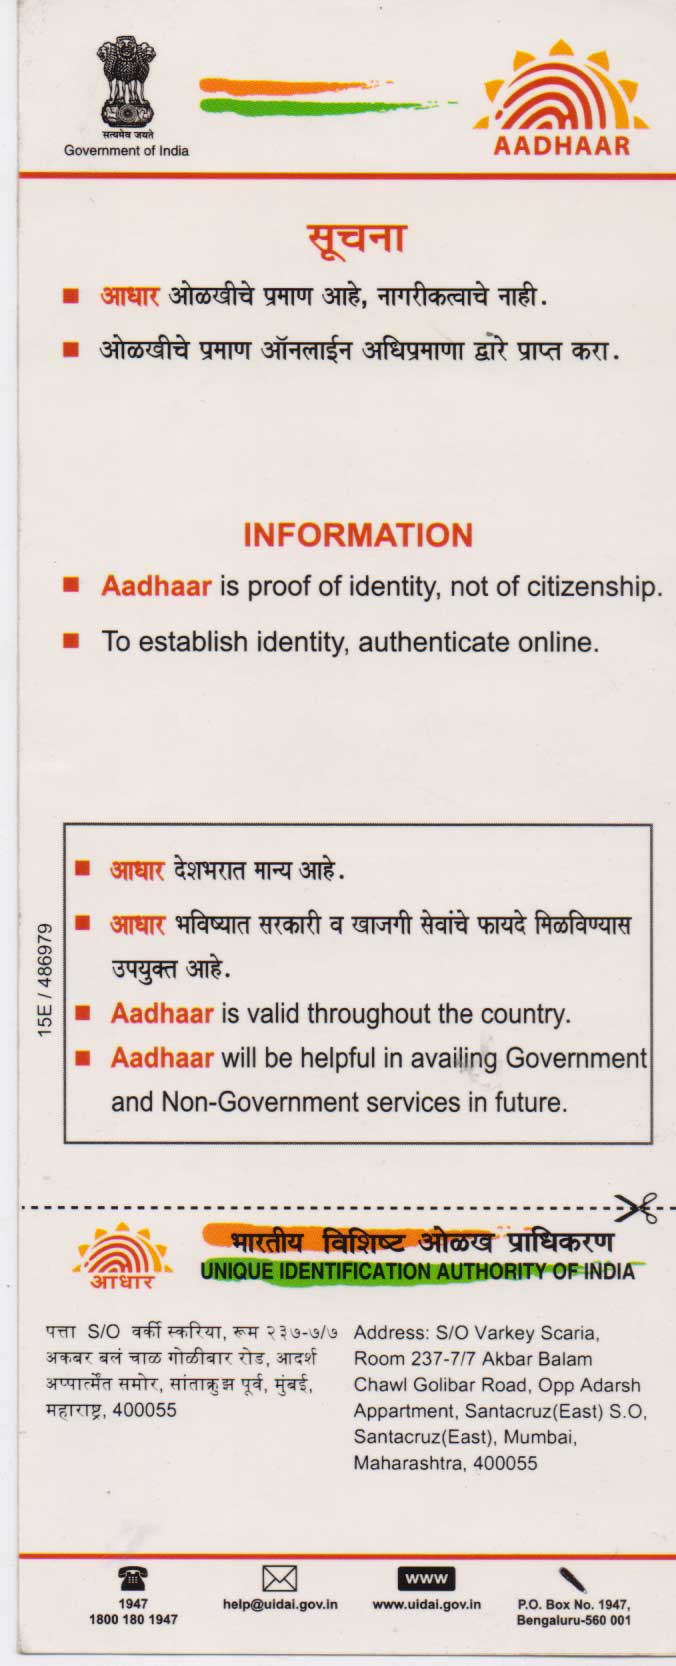 सत्यमेव जयते
Government of India
AADHAAR
सूचना
आधार ओळखीचे प्रमाण आहे, नागरीकत्वाचे नाही.
ओळखीचे प्रमाण ऑनलाईन अधिप्रमाणा द्वारे प्राप्त करा.
INFORMATION
Aadhaar is proof of identity, not of citizenship.
To establish identity, authenticate online.
15E / 486979
आधार देशभरात मान्य आहे.
आधार भविष्यात सरकारी व खाजगी सेवांचे फायदे मिळविण्यास
उपयुक्त आहे.
Aadhaar is valid throughout the country.
Aadhaar will be helpful in availing Government
and Non-Government services in future.
आधार
भारतीय विशिष्ट ओळख प्राधिकरण
UNIQUE IDENTIFICATION AUTHORITY OF INDIA
पत्ता S/O वर्की स्करिया, रूम २३७-७/७
अकबर बलं चाळ गोळीबार रोड, आदर्श
अप्पार्त्मेंत समोर, सांताक्रुझ पूर्व, मुंबई,
महाराष्ट्र, 400055
Address: S/O Varkey Scaria,
Room 237-7/7 Akbar Balam
Chawl Golibar Road, Opp Adarsh
Appartment, Santacruz(East) S.O,
Santacruz(East), Mumbai,
Maharashtra, 400055
1947
1800 180 1947
help@uidai.gov.in
www
www.uidai.gov.in
P.O. Box No. 1947,
Bengaluru-560 001